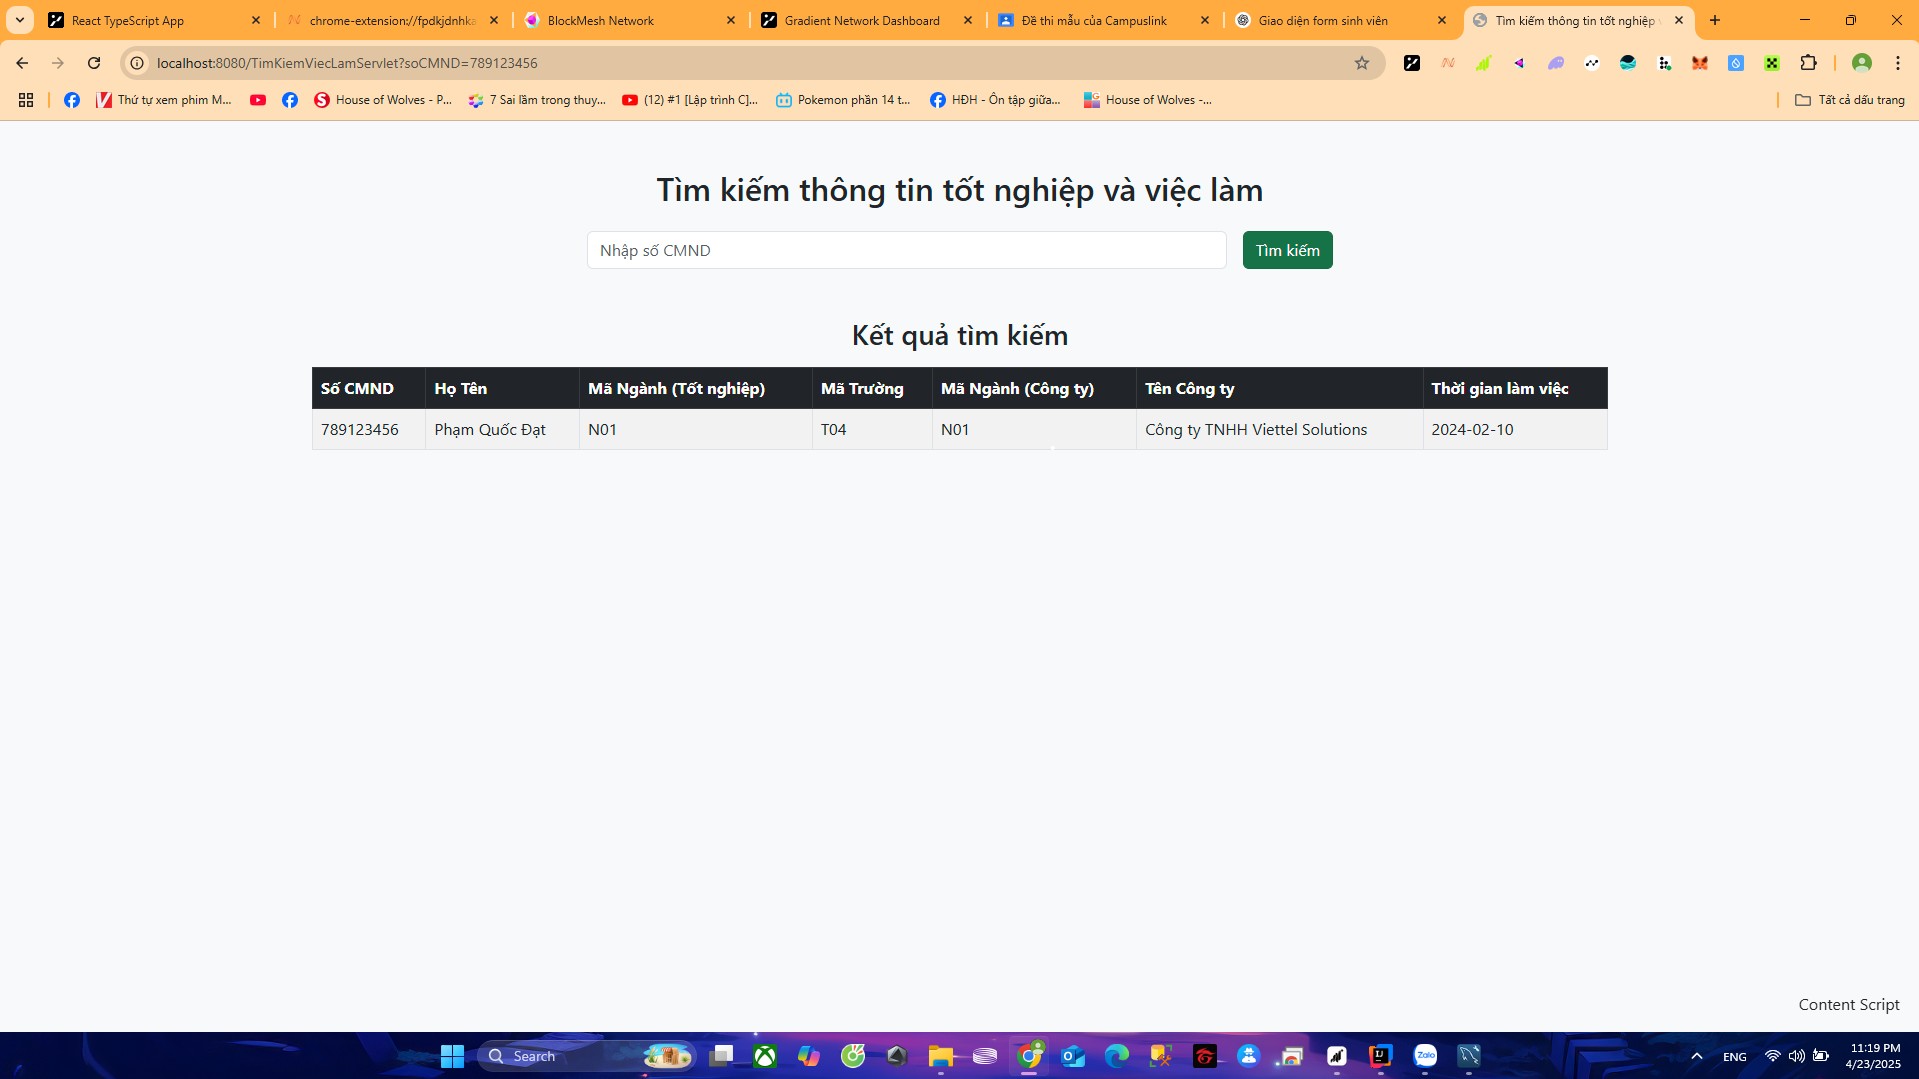 React TypeScript App
chrome-extension://fpdkjdnhka
BlockMesh Network
Gradient Network Dashboard
Đề thi mẫu của Campuslink
Giao diện form sinh viên
Tìm kiếm thông tin tốt nghiệp
localhost:8080/TimKiemViecLamServlet?soCMND=789123456
Thứ tự xem phim M...
House of Wolves - P...
7 Sai lầm trong thuy...
(12) #1 [Lập trình C]...
Pokemon phần 14 t...
HĐH - Ôn tập giữa...
House of Wolves -...
Tất cả dấu trang
Tìm kiếm thông tin tốt nghiệp và việc làm
Nhập số CMND
Tìm kiếm
Kết quả tìm kiếm
Số CMND Họ Tên Mã Ngành (Tốt nghiệp) Mã Trường Mã Ngành (Công ty) Tên Công ty Thời gian làm việc
789123456 Phạm Quốc Đạt N01 T04 N01 Công ty TNHH Viettel Solutions 2024-02-10
Content Script
Search
Zalo
ENG
11:19 PM
4/23/2025